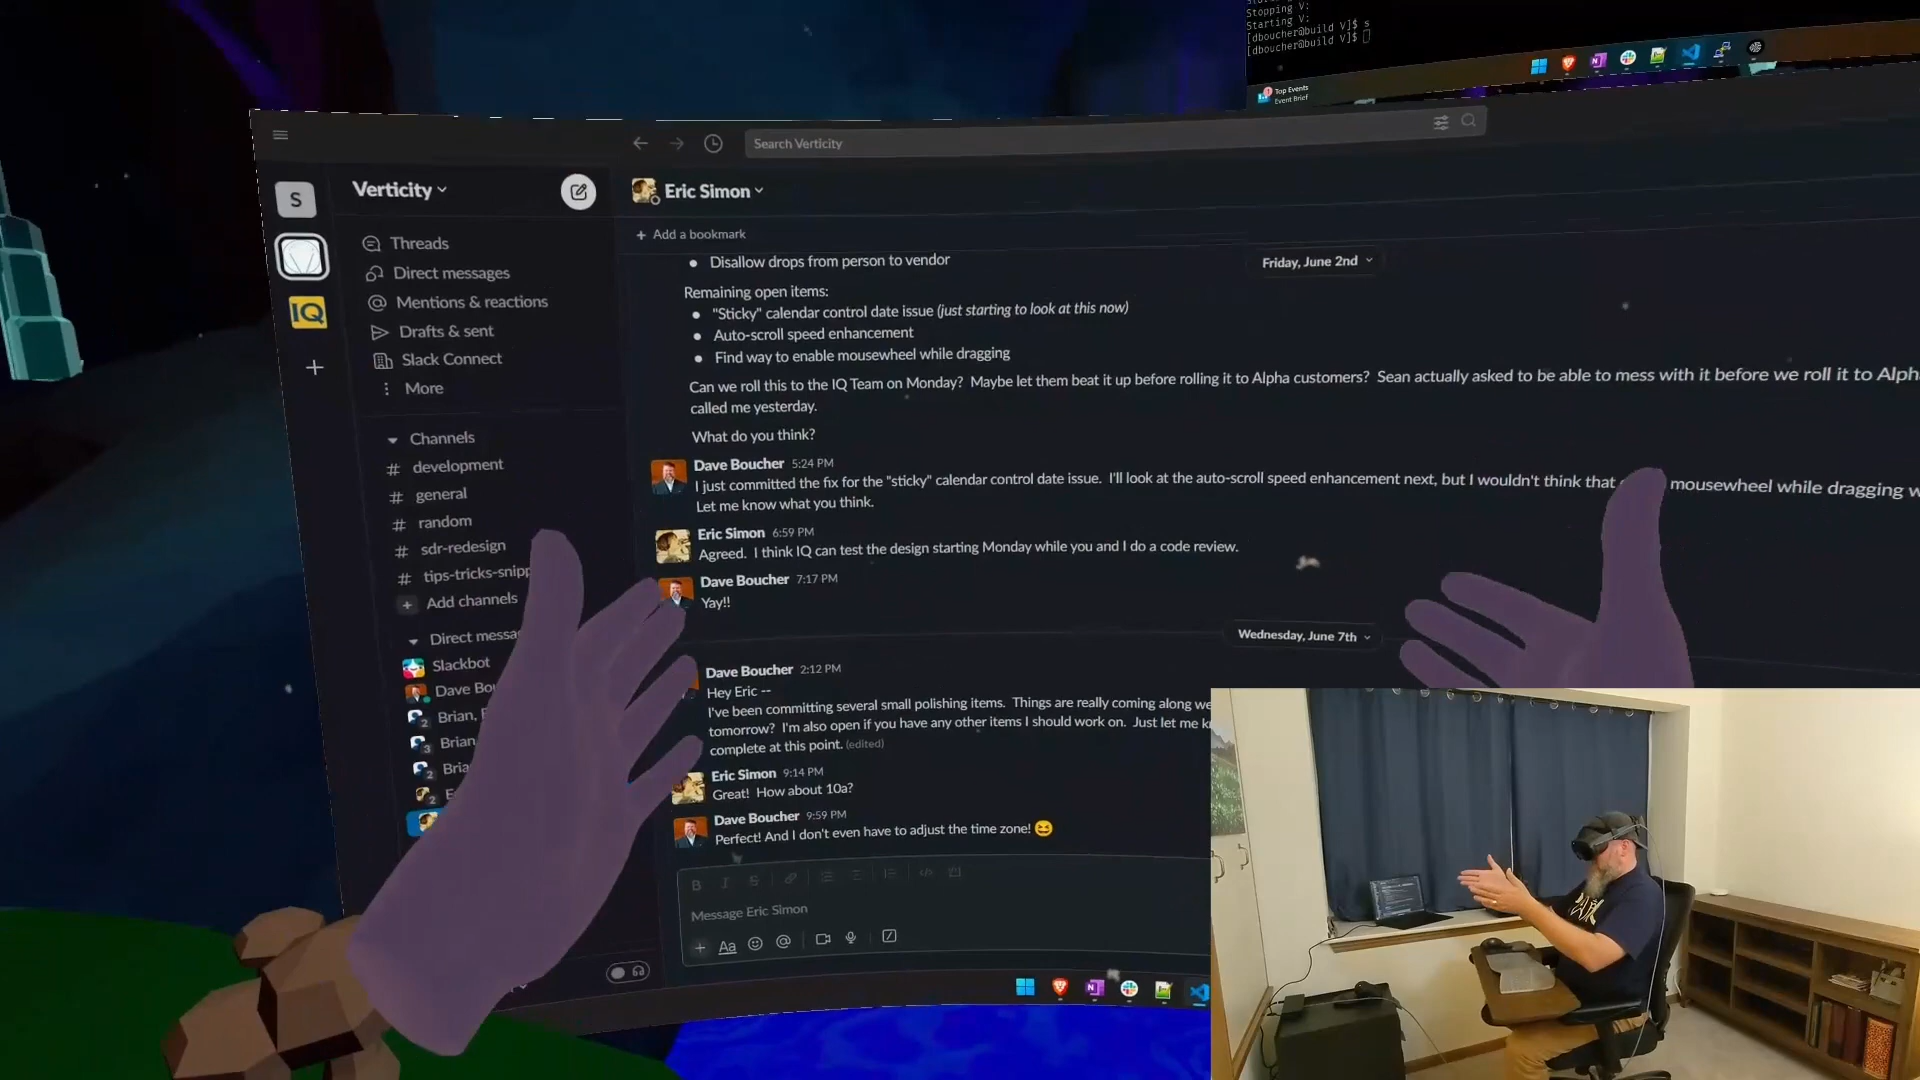 Stopping V:
Starting V:
[dboucher@build V]$ s
[dboucher@build V]$
Top Events
Event Brief
Search Verticity
S
Verticity
Eric Simon
Threads
Add a bookmark
Direct messages
Mentions & reactions
IQ
Drafts & sent
Slack Connect
More
Channels
# development
# general
# random
# sdr-redesign
# tips-tricks-snipp
Add channels
Direct messa
Slackbot
Dave Bou
2 Brian,
3 Brian
2 Bria
2 E
Disallow drops from person to vendor
Friday, June 2nd
Remaining open items:
"Sticky" calendar control date issue (just starting to look at this now)
Auto-scroll speed enhancement
Find way to enable mousewheel while dragging
Can we roll this to the IQ Team on Monday? Maybe let them beat it up before rolling it to Alpha customers? Sean actually asked to be able to mess with it before we roll it to Alph
called me yesterday.
What do you think?
Dave Boucher 5:24 PM
I just committed the fix for the "sticky" calendar control date issue. I'll look at the auto-scroll speed enhancement next, but I wouldn't think that mousewheel while dragging w
Let me know what you think.
Eric Simon 6:59 PM
Agreed. I think IQ can test the design starting Monday while you and I do a code review.
Dave Boucher 7:17 PM
Yay!!
Wednesday, June 7th
Dave Boucher 2:12 PM
Hey Eric --
I've been committing several small polishing items. Things are really coming along we
tomorrow? I'm also open if you have any other items I should work on. Just let me k
complete at this point. (edited)
Eric Simon 9:14 PM
Great! How about 10a?
Dave Boucher 9:59 PM
Perfect! And I don't even have to adjust the time zone!
B I S
Message Eric Simon
+ Aa @